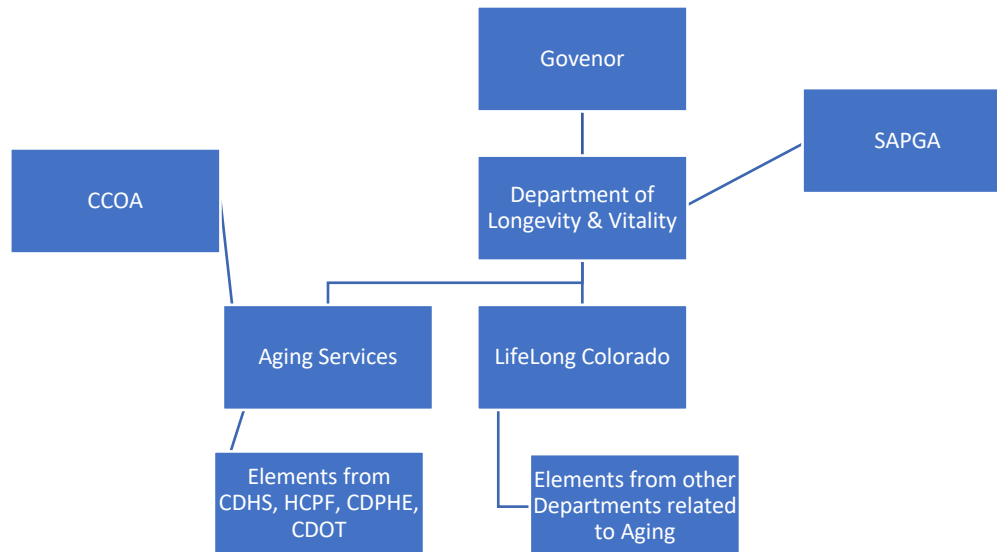 Govenor
SAPGA
CCOA
Department of
Longevity & Vitality
Aging Services
LifeLong Colorado
Elements from
CDHS, HCPF, CDPHE,
CDOT
Elements from other
Departments related
to Aging